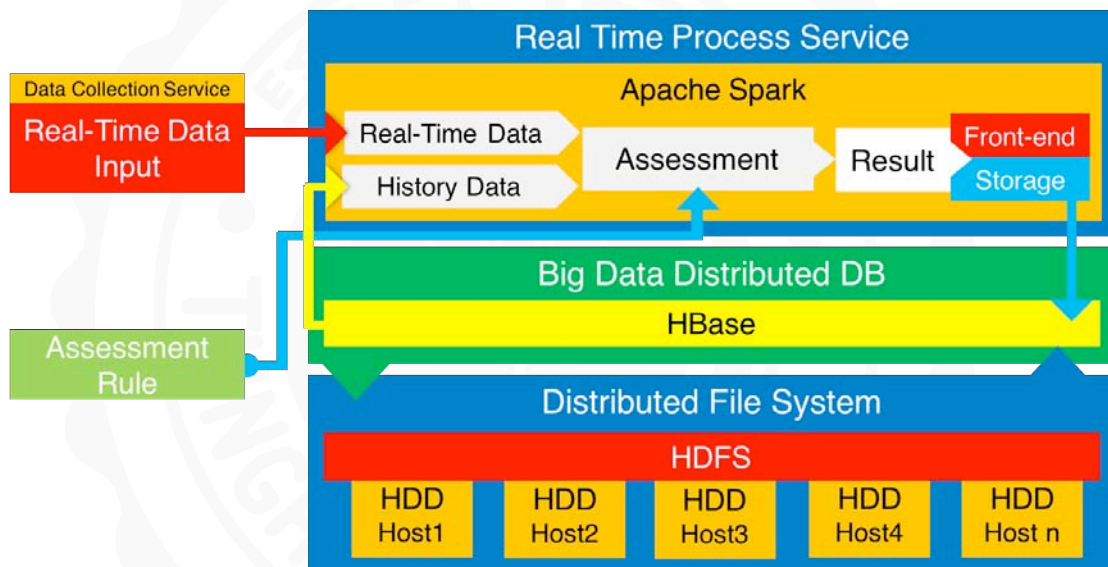 Real Time Process Service
Data Collection Service
Real-Time Data
Input
Apache Spark
Real-Time Data
History Data
Assessment
Result
Front-end
Storage
Big Data Distributed DB
HBase
Assessment
Rule
Distributed File System
HDFS
HDD
Host1
HDD
Host2
HDD
Host3
HDD
Host4
HDD
Host n